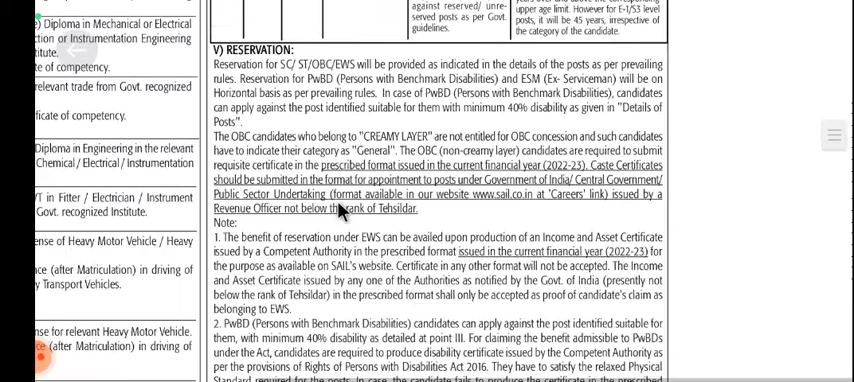 e) Diploma in Mechanical or Electrical
ction or Instrumentation Engineering
titute.
te of competency.
relevant trade from Govt. recognized
ficate of competency.
Diploma in Engineering in the relevant
Chemical / Electrical / Instrumentation
/T in Fitter / Electrician / Instrument
Govt. recognized Institute.
ense of Heavy Motor Vehicle / Heavy
nce (after Matriculation) in driving of
y Transport Vehicles.
nse for relevant Heavy Motor Vehicle.
ce (after Matriculation) in driving of
against reserved/ unre-
served posts as per Govt.
guidelines.
upper age limit. However for E-1/S3 level
posts, it will be 45 years, irrespective of
the category of the candidate.
V) RESERVATION:
Reservation for SC/ ST/OBC/EWS will be provided as indicated in the details of the posts as per prevailing
rules. Reservation for PwBD (Persons with Benchmark Disabilities) and ESM (Ex- Serviceman) will be on
Horizontal basis as per prevailing rules. In case of PwBD (Persons with Benchmark Disabilities), candidates
can apply against the post identified suitable for them with minimum 40% disability as given in "Details of
Posts".
The OBC candidates who belong to "CREAMY LAYER" are not entitled for OBC concession and such candidates
have to indicate their category as "General". The OBC (non-creamy layer) candidates are required to submit
requisite certificate in the prescribed format issued in the current financial year (2022-23). Caste Certificates
should be submitted in the format for appointment to posts under Government of India/ Central Government/
Public Sector Undertaking (format available in our website www.sail.co.in at 'Careers' link) issued by a
Revenue Officer not below the rank of Tehsildar.
Note:
1. The benefit of reservation under EWS can be availed upon production of an Income and Asset Certificate
issued by a Competent Authority in the prescribed format issued in the current financial year (2022-23) for
the purpose as available on SAIL's website. Certificate in any other format will not be accepted. The Income
and Asset Certificate issued by any one of the Authorities as notified by the Govt. of India (presently not
below the rank of Tehsildar) in the prescribed format shall only be accepted as proof of candidate's claim as
belonging to EWS.
2. PwBD (Persons with Benchmark Disabilities) candidates can apply against the post identified suitable for
them, with minimum 40% disability as detailed at point III. For claiming the benefit admissible to PwBDs
under the Act, candidates are required to produce disability certificate issued by the Competent Authority as
per the provisions of Rights of Persons with Disabilities Act 2016. They have to satisfy the relaxed Physical
Standard required for the posts. In case, the candidate fails to produce the certificate in the prescribed